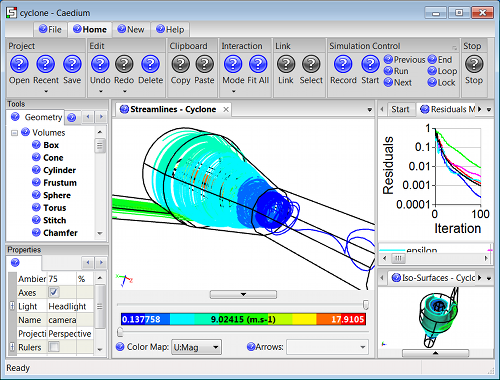 cyclone - Caedium
File Home New Help
Project Edit Clipboard Interaction Link Simulation Control Stop
Previous End
Run Loop
Next Lock
Open Recent Save Undo Redo Delete Copy Paste Mode Fit All Link Select Record Start Stop
Tools
Geometry
Volumes
Box
Cone
Cylinder
Frustum
Sphere
Torus
Stitch
Chamfer
Properties
Ambier 75 %
Axes
Light Headlight
Name camera
Projecti Perspective
Rulers
Streamlines - Cyclone
0.137758 9.02415 (m.s-1) 17.9105
Color Map: U:Mag Arrows:
Start Residuals M
Residuals
1
0.1
0.01
0.001
0.0001
0 100
Iteration
epsilon
Iso-Surfaces - Cyclo
Ready